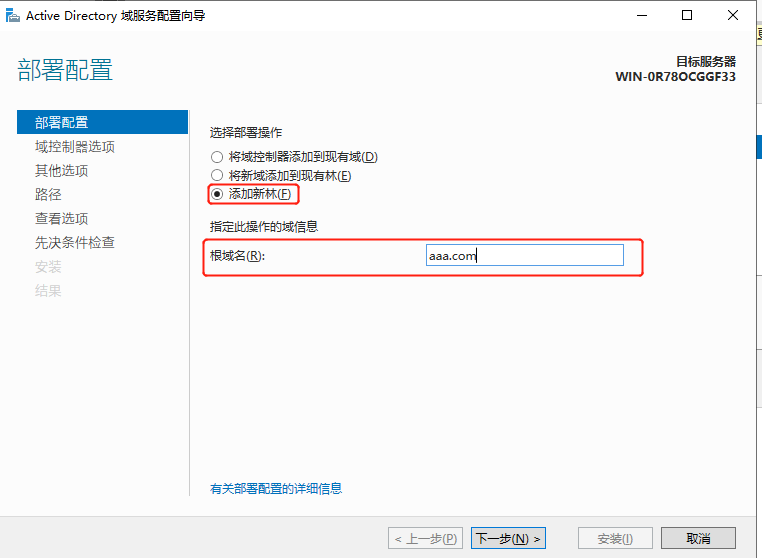 Active Directory 域服务配置向导
部署配置
目标服务器
WIN-0R78OCGGF33
部署配置
域控制器选项
其他选项
路径
查看选项
先决条件检查
安装
结果
选择部署操作
将域控制器添加到现有域(D)
将新域添加到现有林(E)
添加新林(F)
指定此操作的域信息
根域名(R):
aaa.com
有关部署配置的详细信息
< 上一步(P)
下一步(N) >
安装(I)
取消